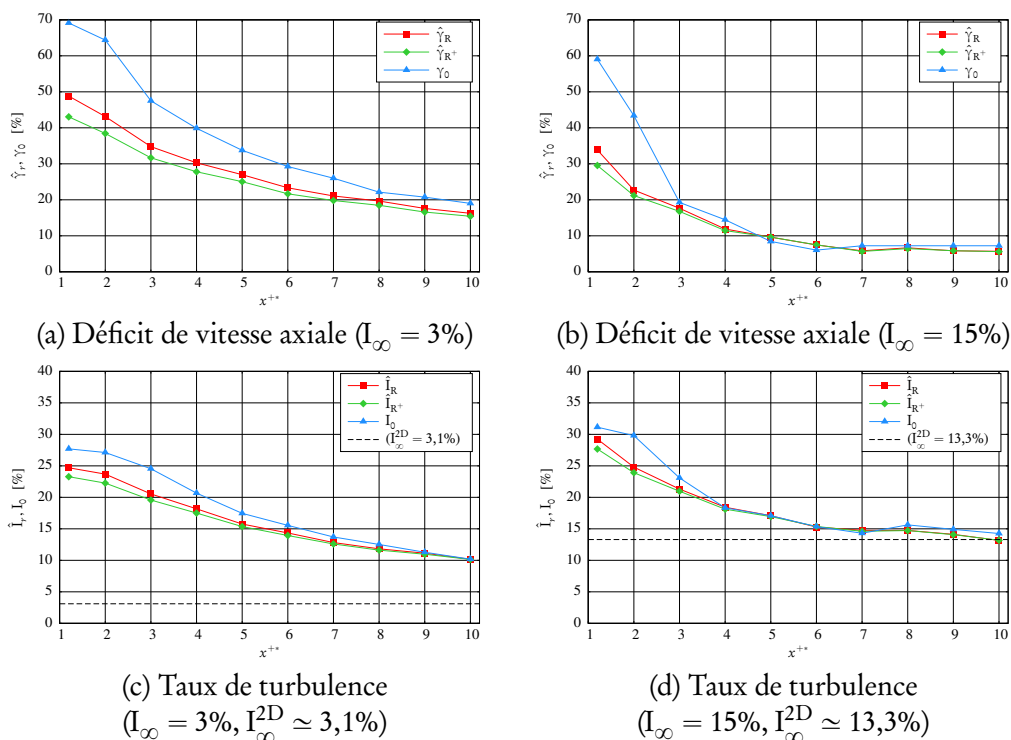 70
60
50
40
30
20
10
0
γ̂r, γ0 [%]
γ̂R
γ̂R+
γ0
1 2 3 4 5 6 7 8 9 10
x+*
(a) Déficit de vitesse axiale (I∞ = 3%)
70
60
50
40
30
20
10
0
γ̂r, γ0 [%]
γ̂R
γ̂R+
γ0
1 2 3 4 5 6 7 8 9 10
x+*
(b) Déficit de vitesse axiale (I∞ = 15%)
40
35
30
25
20
15
10
5
0
Îr, I0 [%]
ÎR
ÎR+
I0
(I∞2D = 3,1%)
1 2 3 4 5 6 7 8 9 10
x+*
(c) Taux de turbulence
(I∞ = 3%, I∞2D ≃ 3,1%)
40
35
30
25
20
15
10
5
0
Îr, I0 [%]
ÎR
ÎR+
I0
(I∞2D = 13,3%)
1 2 3 4 5 6 7 8 9 10
x+*
(d) Taux de turbulence
(I∞ = 15%, I∞2D ≃ 13,3%)